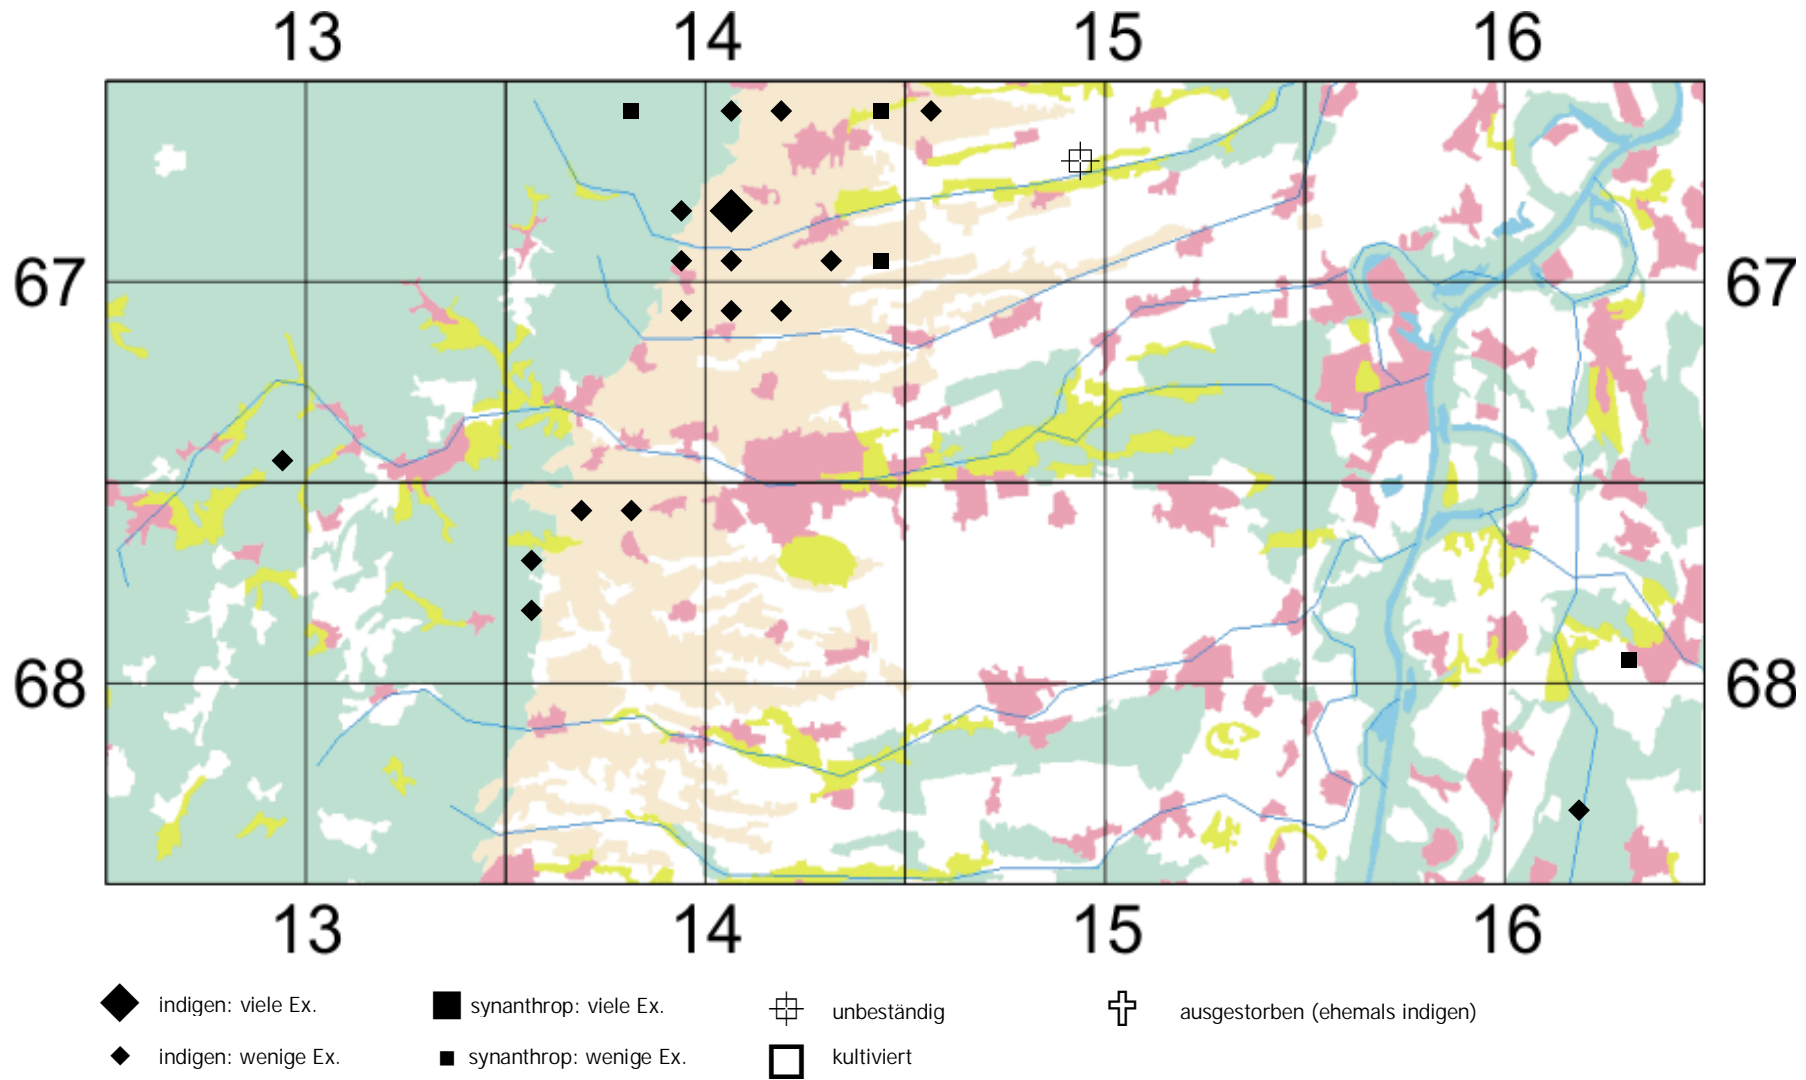 13 14 15 16
67 67
68 68
13 14 15 16
indigen: viele Ex. synanthrop: viele Ex. unbeständig ausgestorben (ehemals indigen)
indigen: wenige Ex. synanthrop: wenige Ex. kultiviert